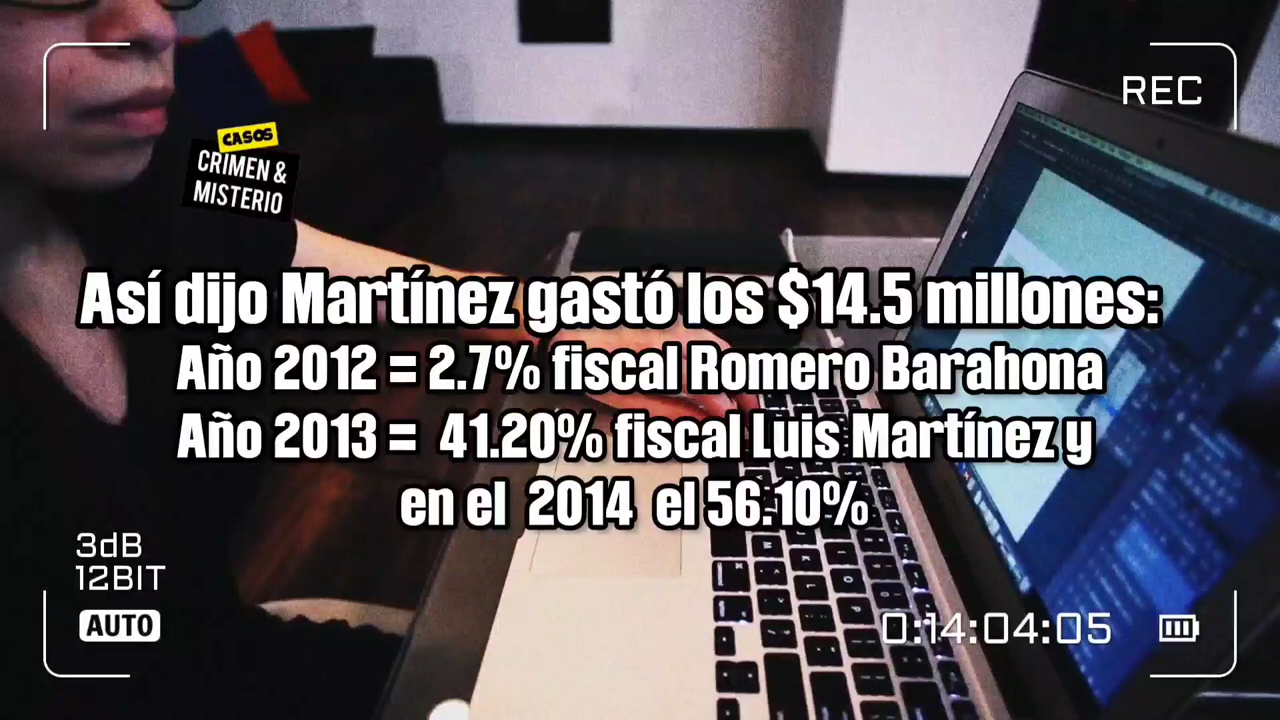 REC
CASOS
CRIMEN &
MISTERIO
Así dijo Martínez gastó los $14.5 millones:
Año 2012 = 2.7% fiscal Romero Barahona
Año 2013 = 41.20% fiscal Luis Martínez y
en el 2014 el 56.10%
3dB
12BIT
AUTO
0:14:04:05